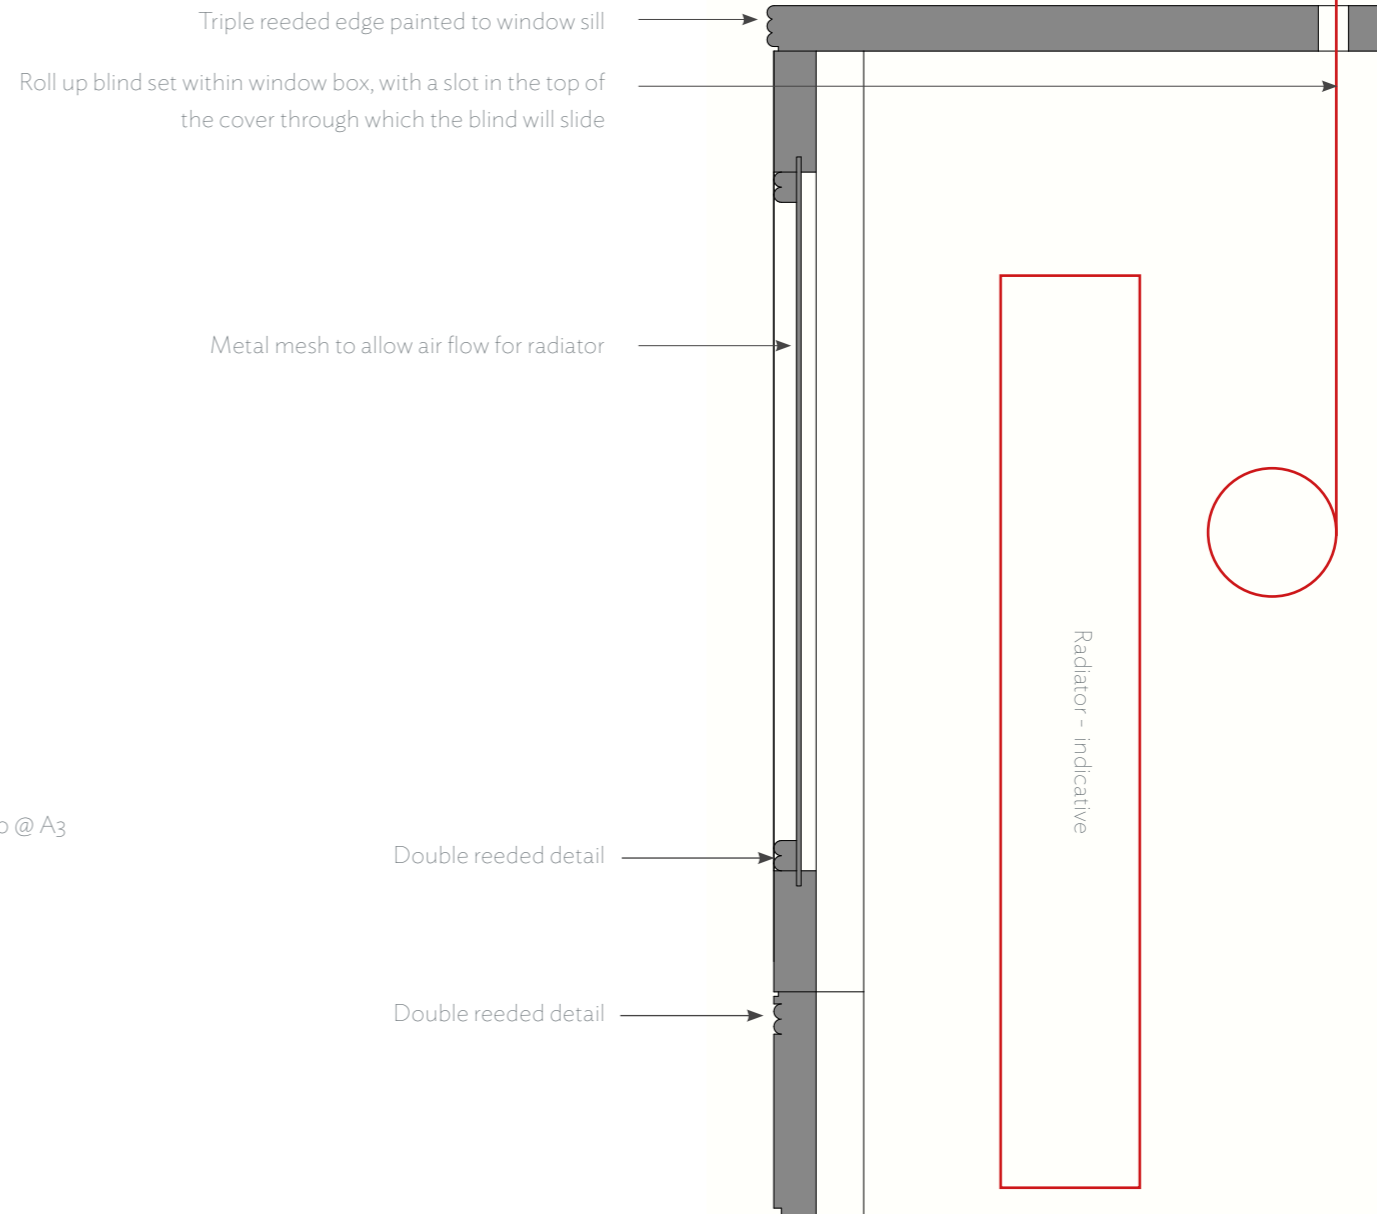 Triple reeded edge painted to window sill
Roll up blind set within window box, with a slot in the top of
the cover through which the blind will slide
Metal mesh to allow air flow for radiator
Radiator - indicative
@ A3
Double reeded detail
Double reeded detail